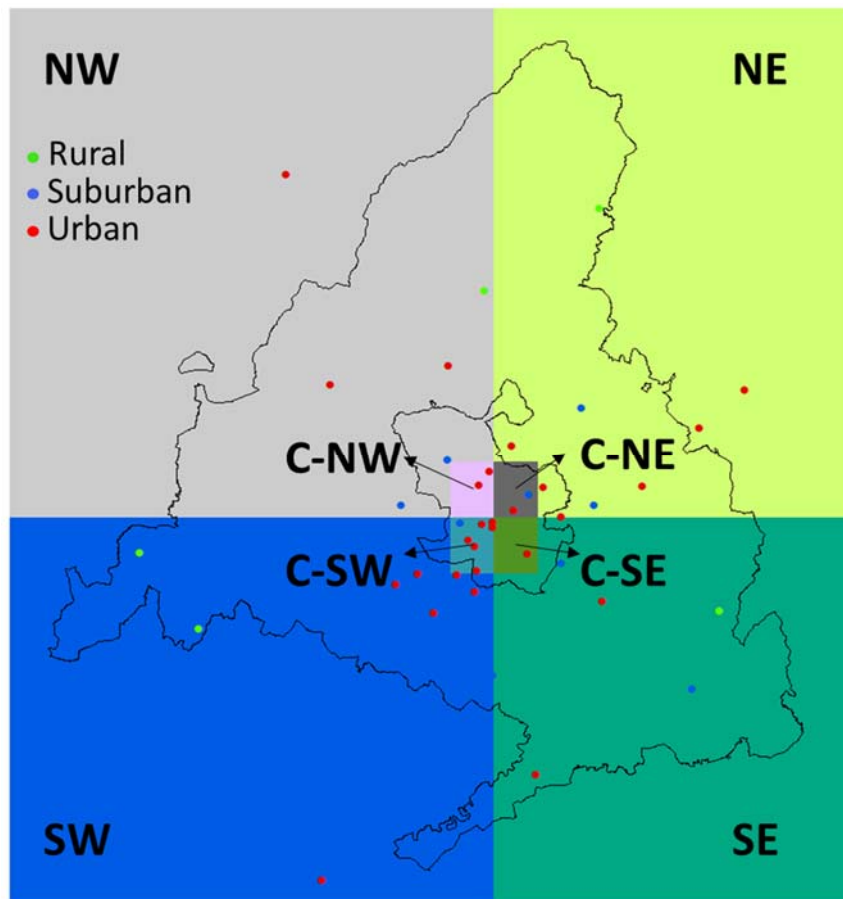 NW
NE
Rural
Suburban
Urban
C-NW
C-NE
C-SW
C-SE
SW
SE